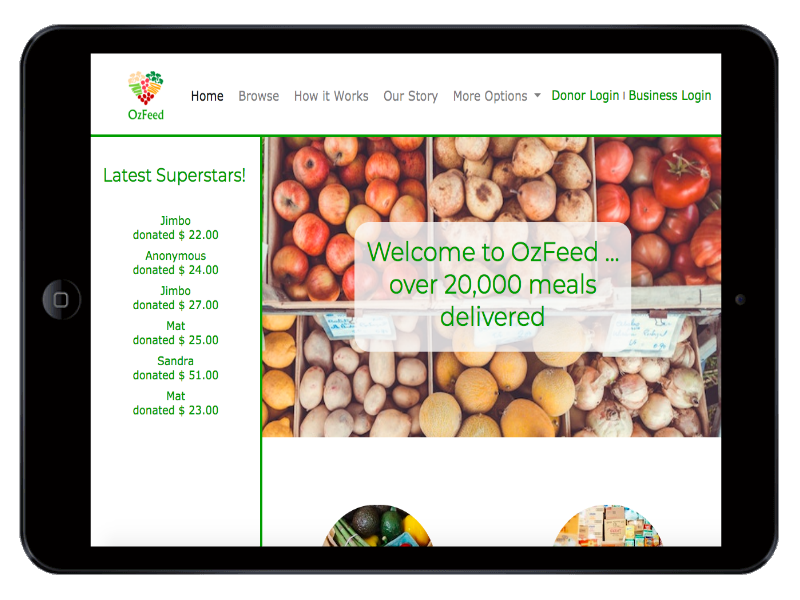 OzFeed
Home Browse How it Works Our Story More Options Donor Login | Business Login
Latest Superstars!
Jimbo
donated $ 22.00
Anonymous
donated $ 24.00
Jimbo
donated $ 27.00
Mat
donated $ 25.00
Sandra
donated $ 51.00
Mat
donated $ 23.00
Welcome to OzFeed ...
over 20,000 meals
delivered